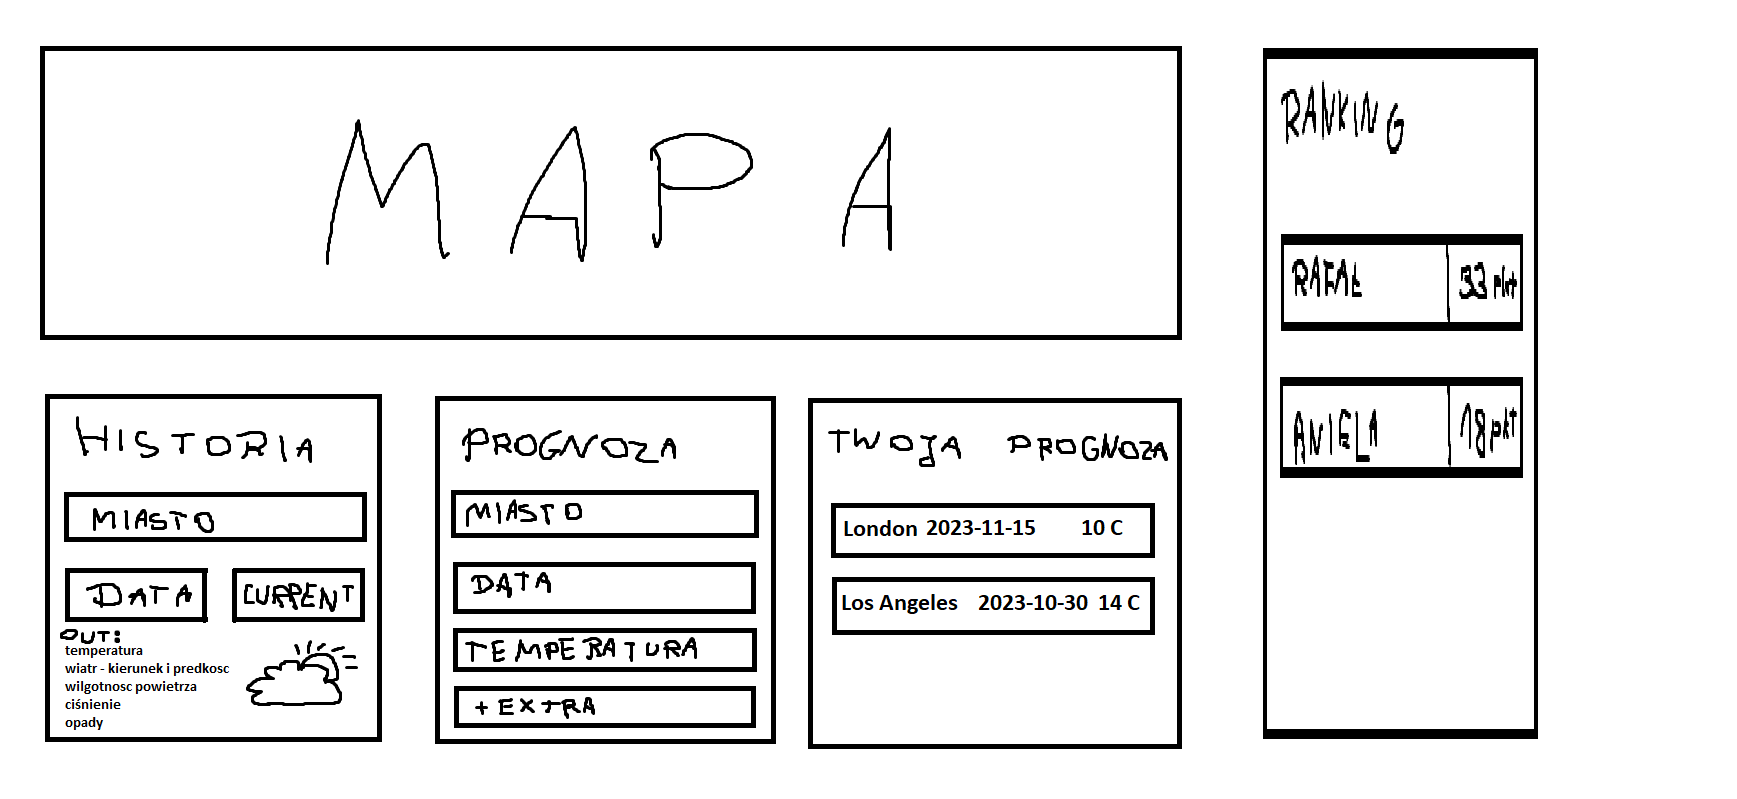 MAPA
HISTORIA
MIASTO
DATA
CURRENT
OUT:
temperatura
wiatr - kierunek i predkosc
wilgotnosc powietrza
ciśnienie
opady
PROGNOZA
MIASTO
DATA
TEMPERATURA
+ EXTRA
TWOJA PROGNOZA
London 2023-11-15 10 C
Los Angeles 2023-10-30 14 C
RANKING
RAFAŁ 33 pkt
ANIELA 18 pkt